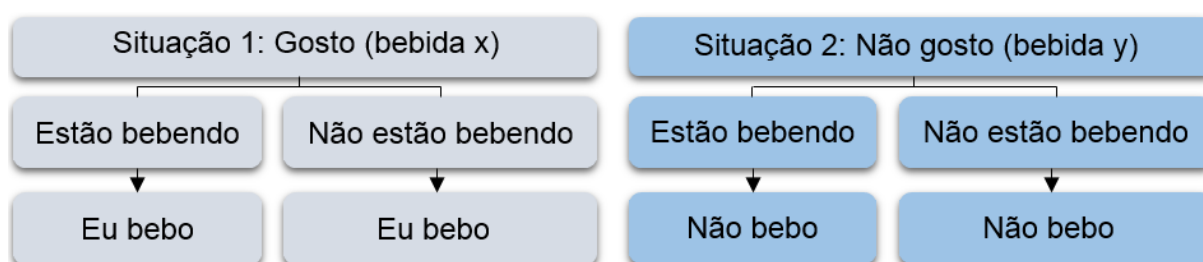 Situação 1: Gosto (bebida x)
Estão bebendo
Não estão bebendo
Eu bebo
Eu bebo
Situação 2: Não gosto (bebida y)
Estão bebendo
Não estão bebendo
Não bebo
Não bebo